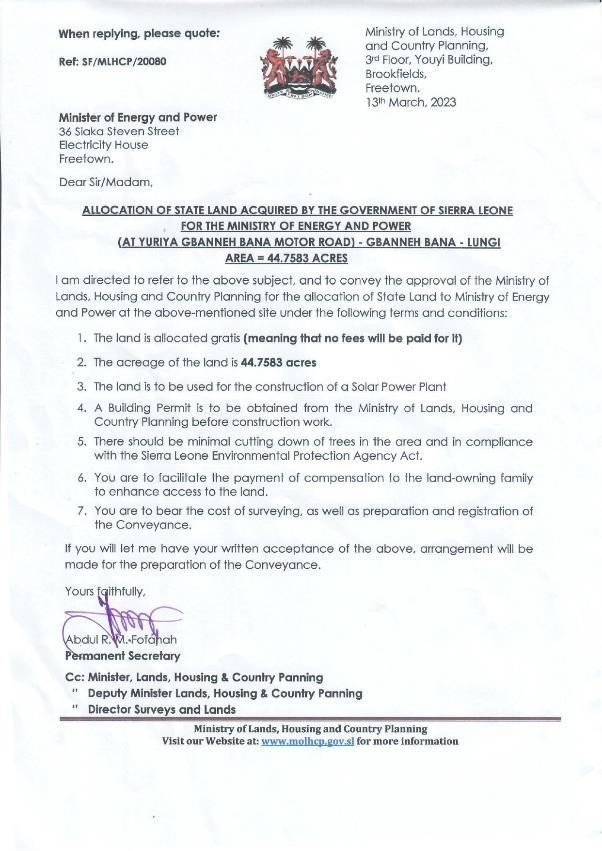 When replying, please quote:
Ref: SF/MLHCP/20080
Ministry of Lands, Housing
and Country Planning,
3rd Floor, Youyi Building,
Brookfields,
Freetown.
13th March, 2023
Minister of Energy and Power
36 Siaka Steven Street
Electricity House
Freetown.
Dear Sir/Madam,
ALLOCATION OF STATE LAND ACQUIRED BY THE GOVERNMENT OF SIERRA LEONE
FOR THE MINISTRY OF ENERGY AND POWER
(AT YURIYA GBANNEH BANA MOTOR ROAD) - GBANNEH BANA - LUNGI
AREA = 44.7583 ACRES
I am directed to refer to the above subject, and to convey the approval of the Ministry of
Lands, Housing and Country Planning for the allocation of State Land to Ministry of Energy
and Power at the above-mentioned site under the following terms and conditions:
1. The land is allocated gratis (meaning that no fees will be paid for it)
2. The acreage of the land is 44.7583 acres
3. The land is to be used for the construction of a Solar Power Plant
4. A Building Permit is to be obtained from the Ministry of Lands, Housing and
Country Planning before construction work.
5. There should be minimal cutting down of trees in the area and in compliance
with the Sierra Leone Environmental Protection Agency Act.
6. You are to facilitate the payment of compensation to the land-owning family
to enhance access to the land.
7. You are to bear the cost of surveying, as well as preparation and registration of
the Conveyance.
If you will let me have your written acceptance of the above, arrangement will be
made for the preparation of the Conveyance.
Yours faithfully,
Abdul R. M. Fofanah
Permanent Secretary
Cc: Minister, Lands, Housing & Country Panning
" Deputy Minister Lands, Housing & Country Panning
" Director Surveys and Lands
Ministry of Lands, Housing and Country Planning
Visit our Website at: www.molhcp.gov.sl for more information